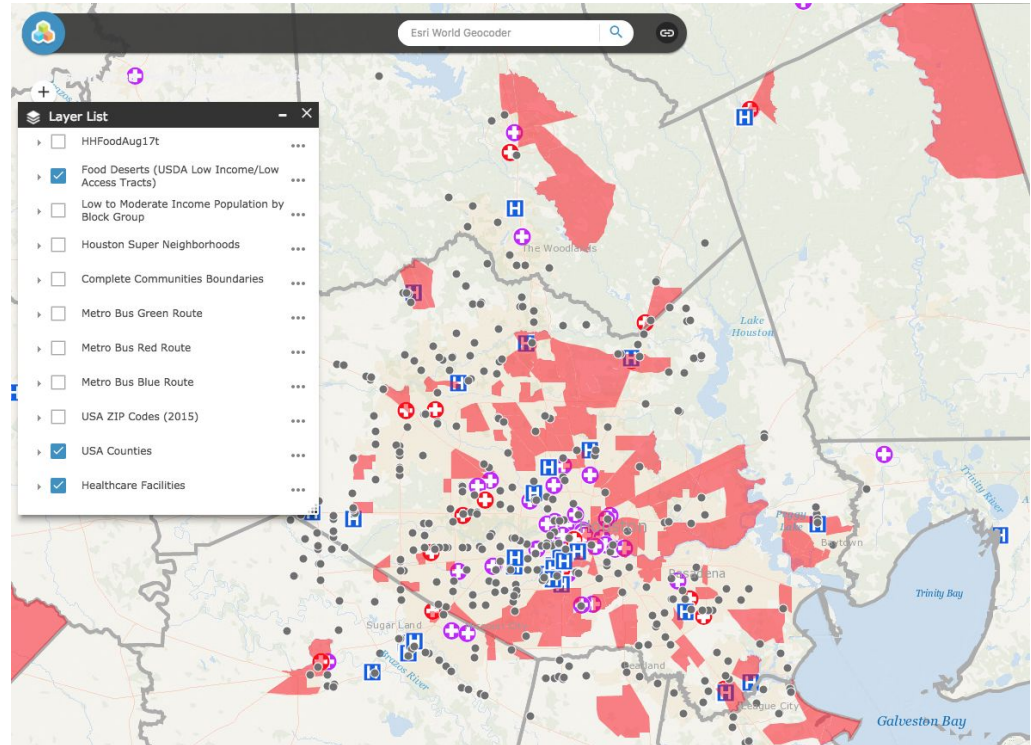 Esri World Geocoder
Layer List
HHFoodAug17t
Food Deserts (USDA Low Income/Low
Access Tracts)
Low to Moderate Income Population by
Block Group
Houston Super Neighborhoods
Complete Communities Boundaries
Metro Bus Green Route
Metro Bus Red Route
Metro Bus Blue Route
USA ZIP Codes (2015)
USA Counties
Healthcare Facilities
The Woodlands
Lake
Houston
Trinity River
Lake
Baytown
Pasadena
Trinity Bay
Sugar Land
Brazos River
Pearland
League City
Galveston Bay